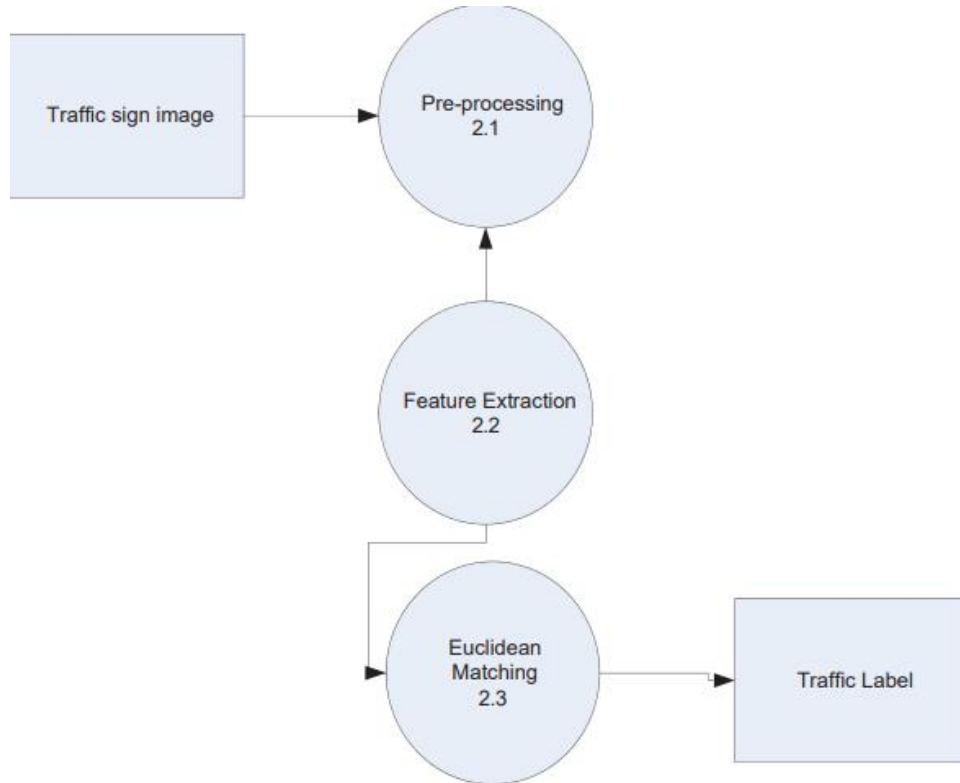 Traffic sign image
Pre-processing
2.1
Feature Extraction
2.2
Euclidean
Matching
2.3
Traffic Label